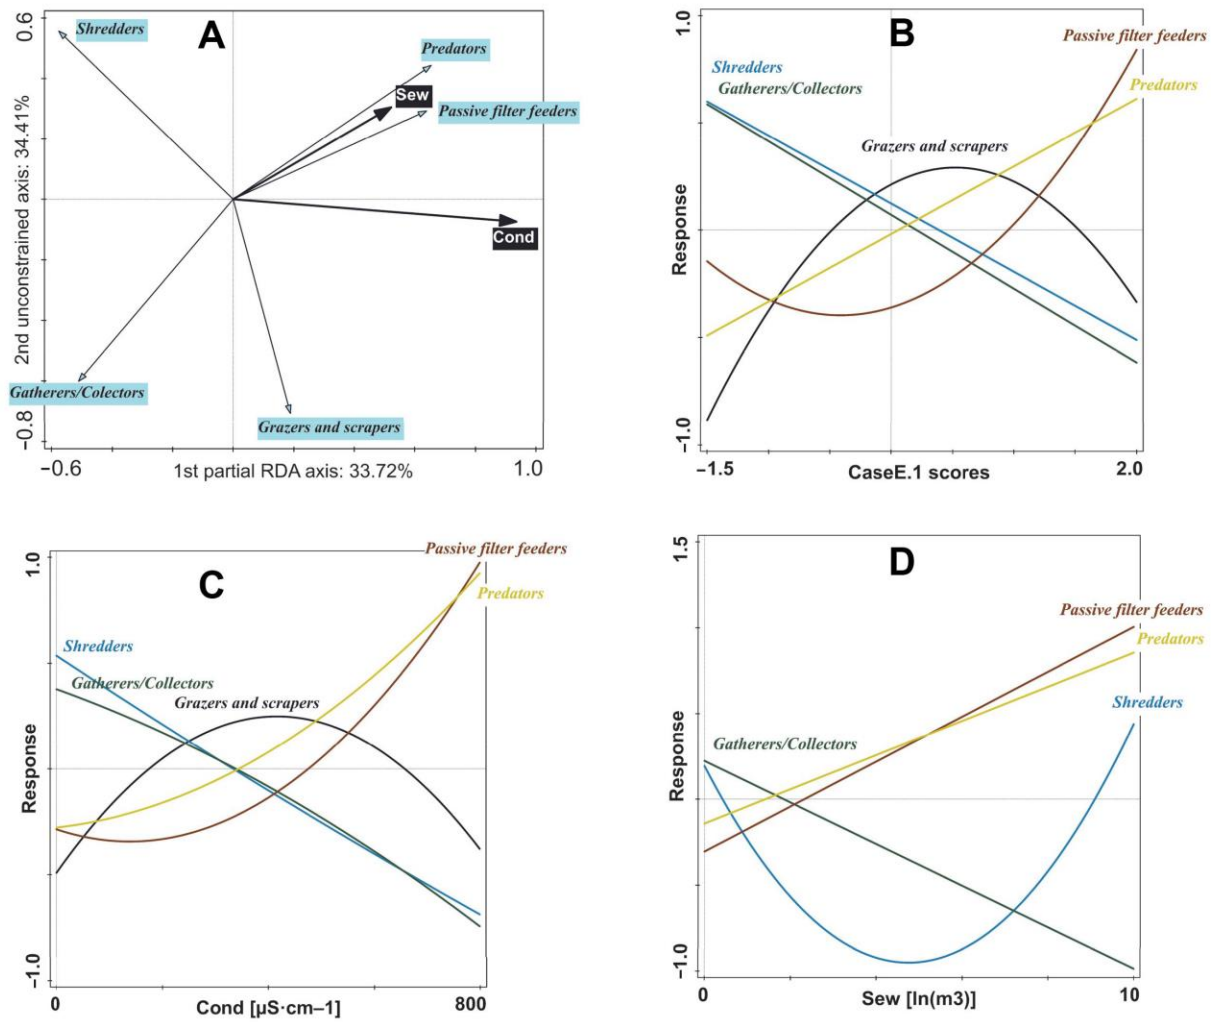 A
0.6
Shredders
Predators
Sew
Passive filter feeders
2nd unconstrained axis: 34.41%
Cond
Gatherers/Colectors
Grazers and scrapers
−0.8
−0.6
1st partial RDA axis: 33.72%
1.0
B
1.0
Passive filter feeders
Shredders
Predators
Gatherers/Collectors
Grazers and scrapers
Response
−1.0
−1.5
CaseE.1 scores
2.0
C
1.0
Passive filter feeders
Predators
Shredders
Gatherers/Collectors
Grazers and scrapers
Response
−1.0
0
Cond [µS·cm−1]
800
D
1.5
Passive filter feeders
Predators
Shredders
Gatherers/Collectors
Response
−1.0
0
Sew [ln(m3)]
10